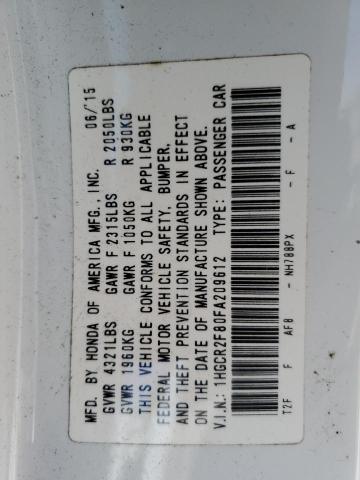 MFD. BY HONDA OF AMERICA MFG., INC. 06/'15
GVWR 4321LBS GAWR F 2315LBS R 2050LBS
GVWR 1960KG GAWR F 1050KG R 930KG
THIS VEHICLE CONFORMS TO ALL APPLICABLE
FEDERAL MOTOR VEHICLE SAFETY, BUMPER,
AND THEFT PREVENTION STANDARDS IN EFFECT
ON THE DATE OF MANUFACTURE SHOWN ABOVE.
V.I.N.: 1HGCR2F80FA209612 TYPE: PASSENGER CAR
T2F F AF8 - NH788PX - F - A